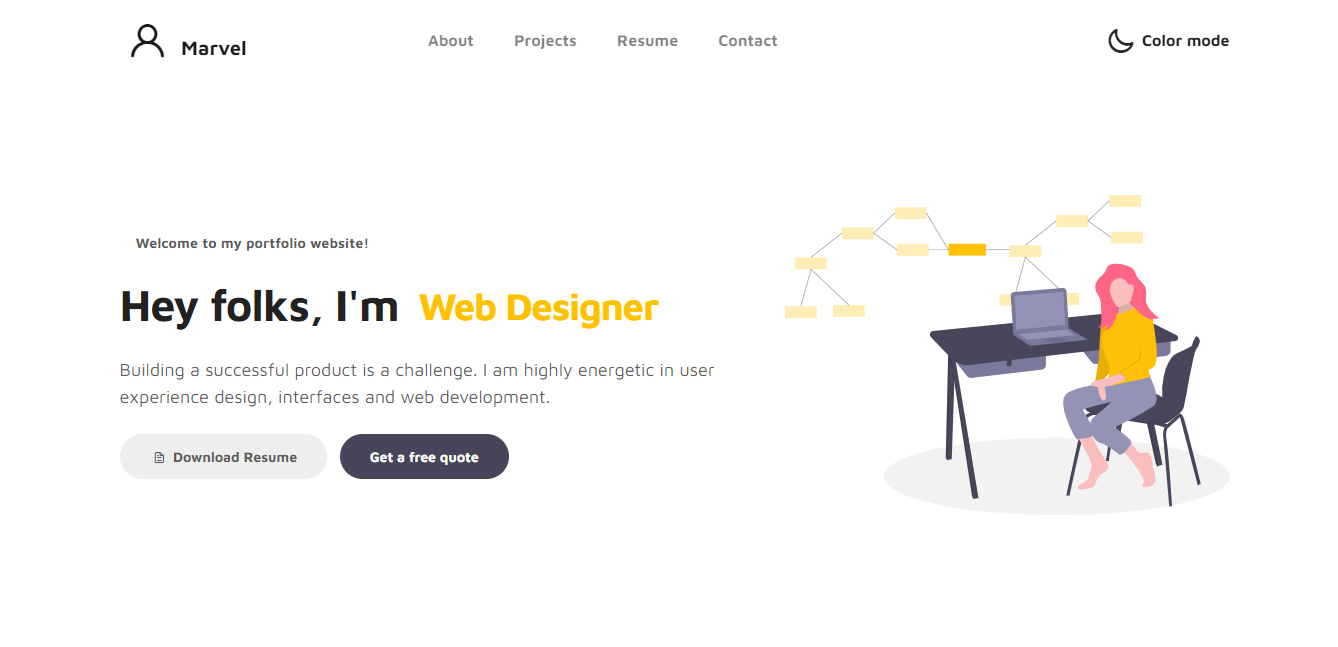 Marvel
About
Projects
Resume
Contact
Color mode
Welcome to my portfolio website!
Hey folks, I'm Web Designer
Building a successful product is a challenge. I am highly energetic in user
experience design, interfaces and web development.
Download Resume
Get a free quote